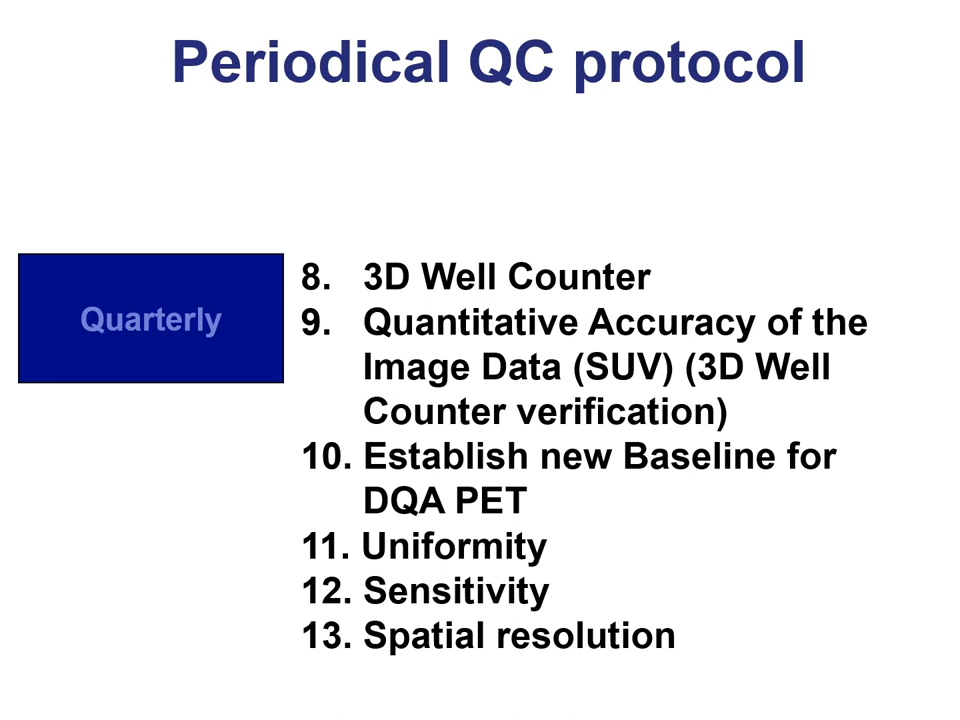 Periodical QC protocol
Quarterly
8. 3D Well Counter
9. Quantitative Accuracy of the
Image Data (SUV) (3D Well
Counter verification)
10. Establish new Baseline for
DQA PET
11. Uniformity
12. Sensitivity
13. Spatial resolution